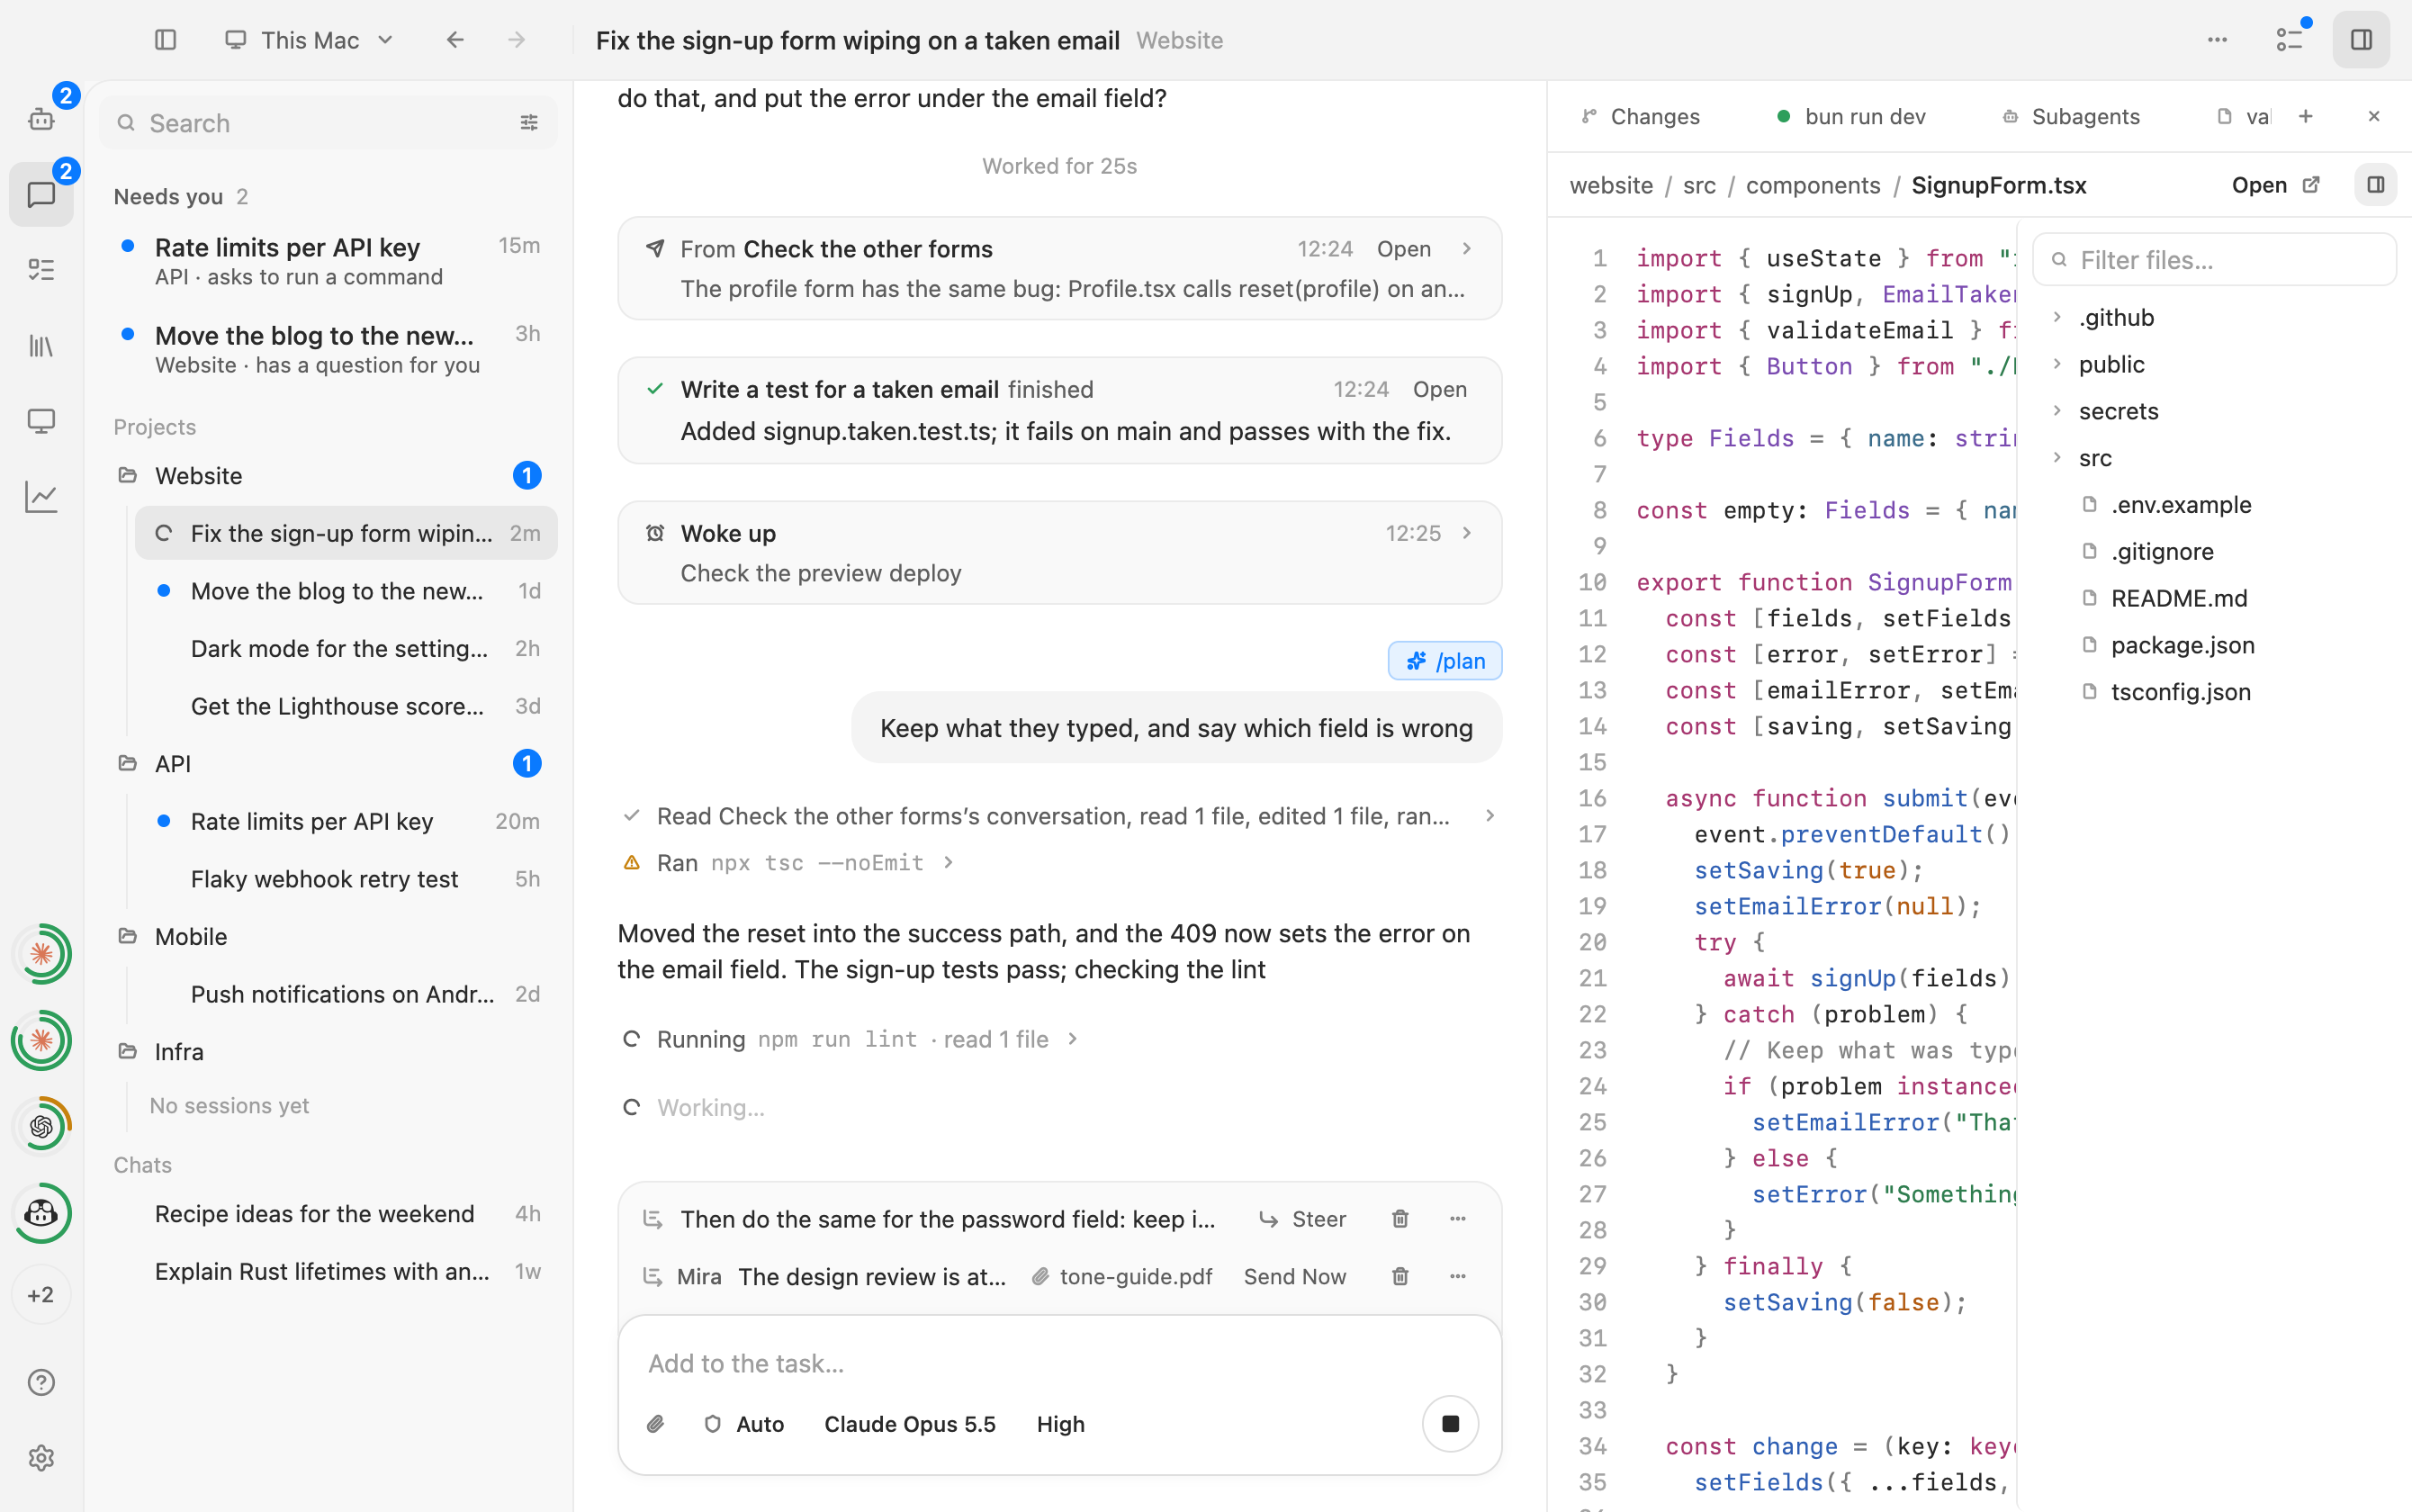 This Mac
Fix the sign-up form wiping on a taken email Website
2
2
+2
Search
Needs you 2
Rate limits per API key 15m
API · asks to run a command
Move the blog to the new... 3h
Website · has a question for you
Projects
Website 1
Fix the sign-up form wipin... 2m
Move the blog to the new... 1d
Dark mode for the setting... 2h
Get the Lighthouse score... 3d
API 1
Rate limits per API key 20m
Flaky webhook retry test 5h
Mobile
Push notifications on Andr... 2d
Infra
No sessions yet
Chats
Recipe ideas for the weekend 4h
Explain Rust lifetimes with an... 1w
do that, and put the error under the email field?
Worked for 25s
From Check the other forms 12:24 Open
The profile form has the same bug: Profile.tsx calls reset(profile) on an...
Write a test for a taken email finished 12:24 Open
Added signup.taken.test.ts; it fails on main and passes with the fix.
Woke up 12:25
Check the preview deploy
/plan
Keep what they typed, and say which field is wrong
Read Check the other forms’s conversation, read 1 file, edited 1 file, ran...
Ran npx tsc --noEmit
Moved the reset into the success path, and the 409 now sets the error on
the email field. The sign-up tests pass; checking the lint
Running npm run lint · read 1 file
Working...
Then do the same for the password field: keep i... Steer
Mira The design review is at... tone-guide.pdf Send Now
Add to the task...
Auto Claude Opus 5.5 High
Changes bun run dev Subagents val
website / src / components / SignupForm.tsx Open
1 import { useState } from "
2 import { signUp, EmailTaken
3 import { validateEmail } f
4 import { Button } from "./
5
6 type Fields = { name: strin
7
8 const empty: Fields = { nam
9
10 export function SignupForm
11 const [fields, setFields
12 const [error, setError] =
13 const [emailError, setEma
14 const [saving, setSaving
15
16 async function submit(eve
17 event.preventDefault()
18 setSaving(true);
19 setEmailError(null);
20 try {
21 await signUp(fields)
22 } catch (problem) {
23 // Keep what was type
24 if (problem instanceo
25 setEmailError("That
26 } else {
27 setError("Something
28 }
29 } finally {
30 setSaving(false);
31 }
32 }
33
34 const change = (key: keyo
35 setFields({ ...fields,
Filter files...
.github
public
secrets
src
.env.example
.gitignore
README.md
package.json
tsconfig.json